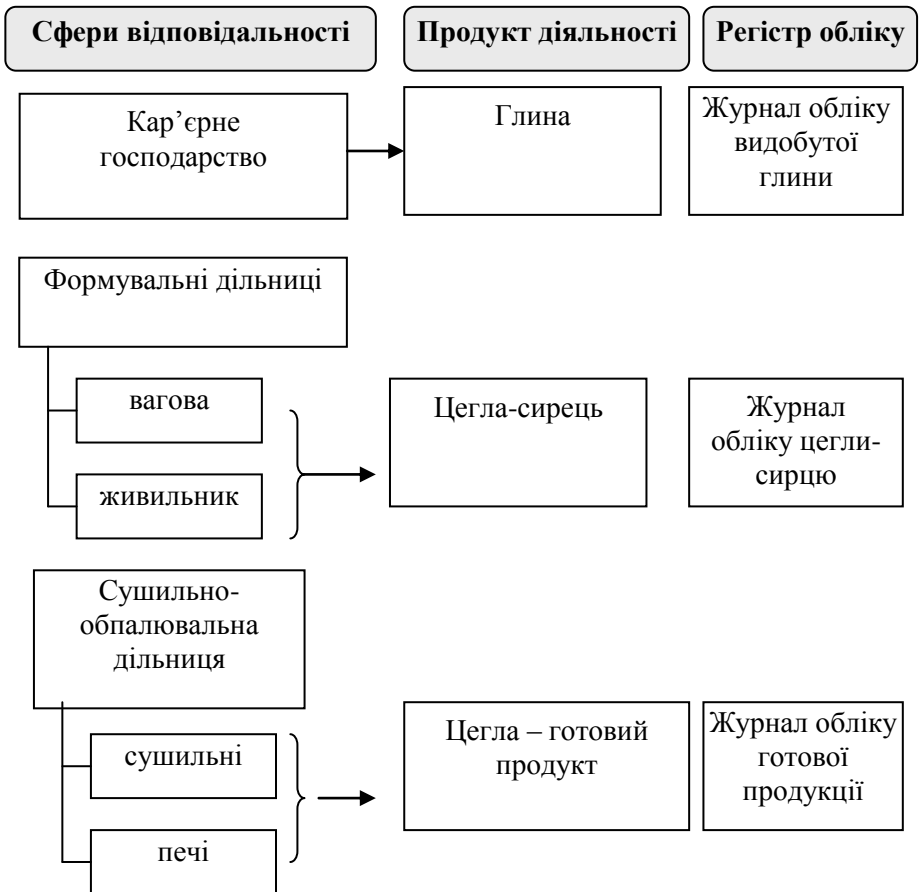 Сфери відповідальності
Продукт діяльності
Регістр обліку
Кар’єрне
господарство
Глина
Журнал обліку
видобутої
глини
Формувальні дільниці
вагова
живильник
Цегла-сирець
Журнал
обліку цегли-
сирцю
Сушильно-
обпалювальна
дільниця
сушильні
печі
Цегла – готовий
продукт
Журнал обліку
готової
продукції